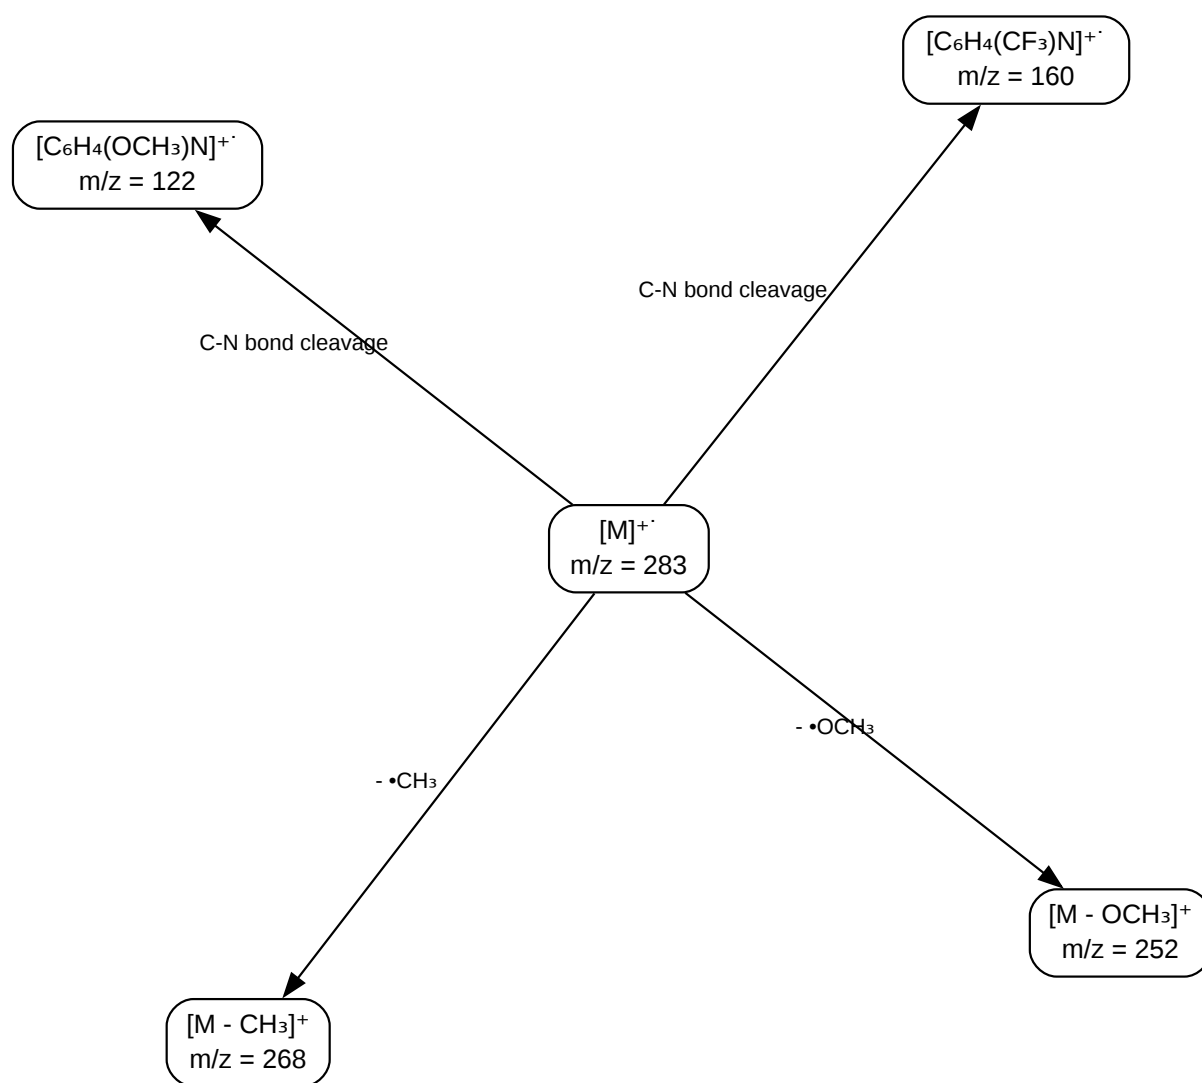 [C₆H₄(CF₃)N]⁺˙
m/z = 160
[C₆H₄(OCH₃)N]⁺˙
m/z = 122
C-N bond cleavage
C-N bond cleavage
[M]⁺˙
m/z = 283
- •OCH₃
- •CH₃
[M - OCH₃]⁺
m/z = 252
[M - CH₃]⁺
m/z = 268